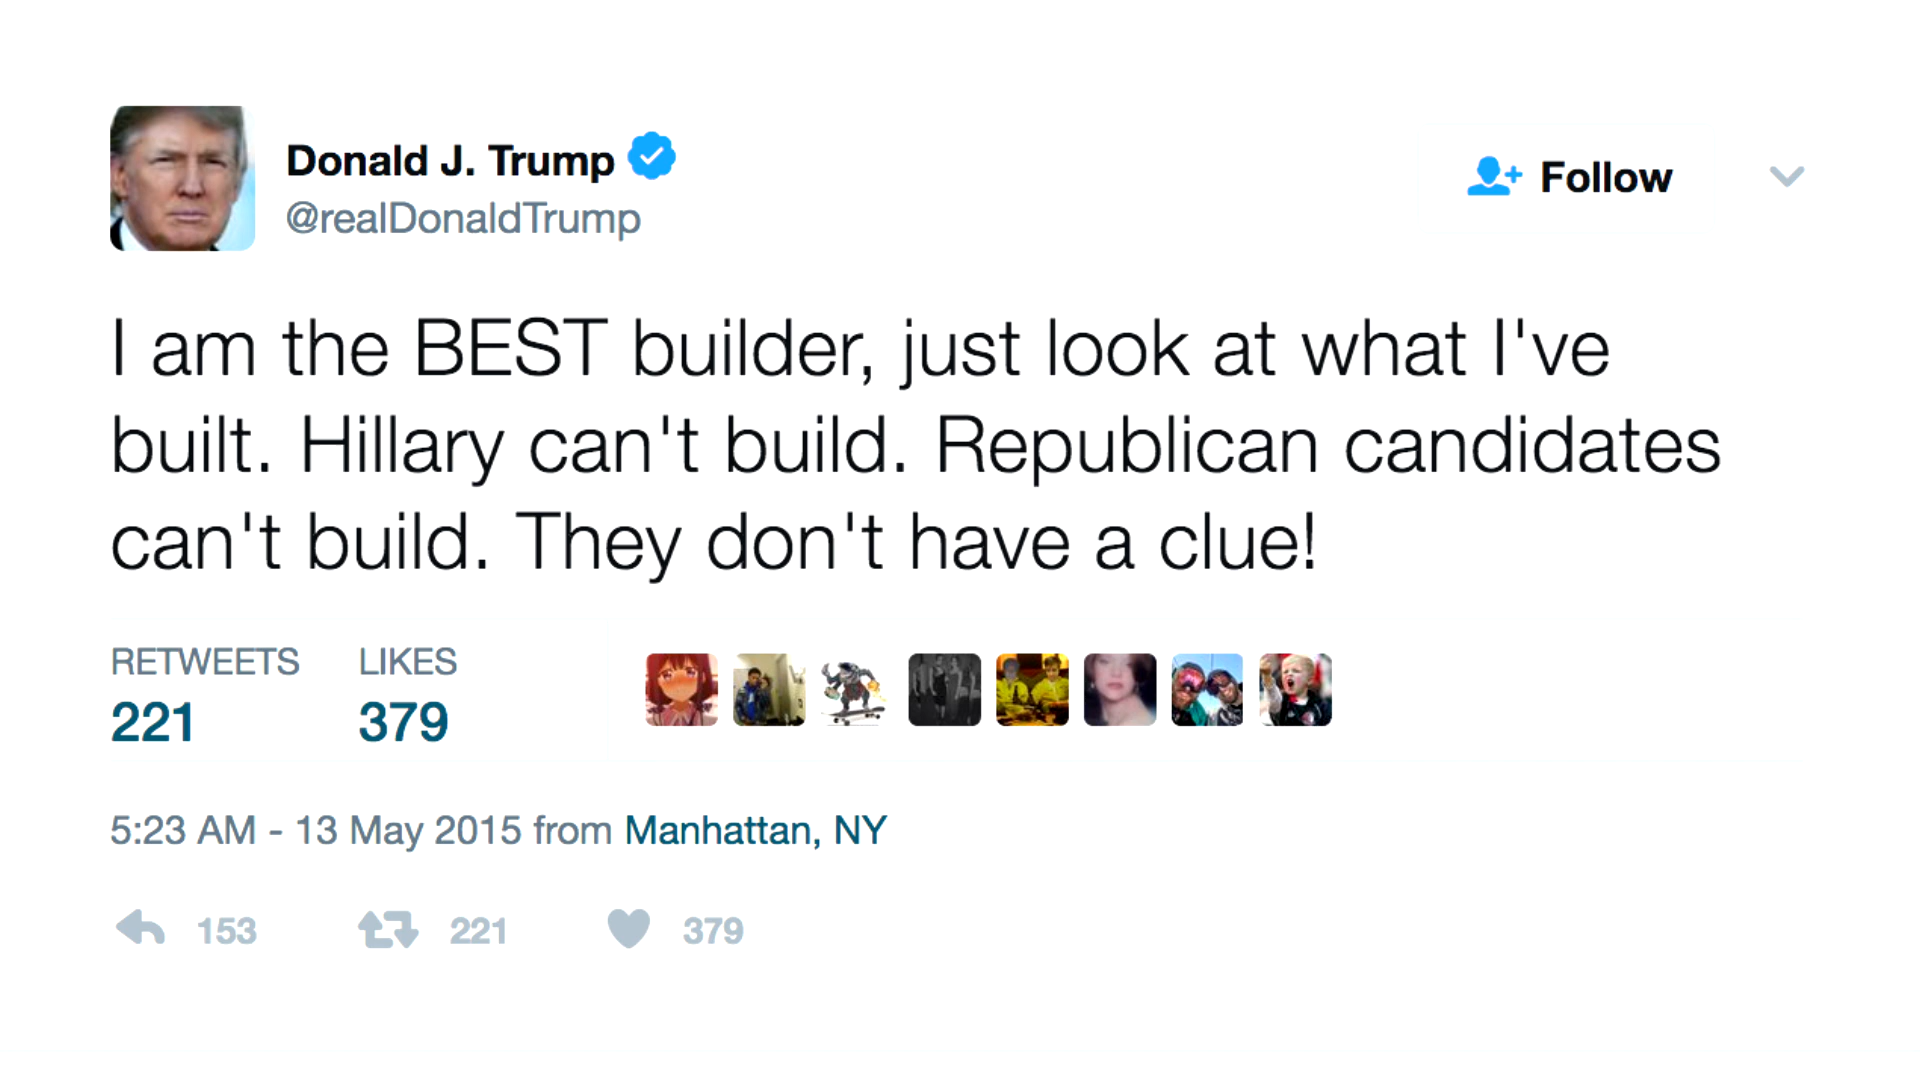 Donald J. Trump
@realDonaldTrump
Follow
I am the BEST builder, just look at what I've
built. Hillary can't build. Republican candidates
can't build. They don't have a clue!
RETWEETS LIKES
221 379
5:23 AM - 13 May 2015 from Manhattan, NY
153 221 379